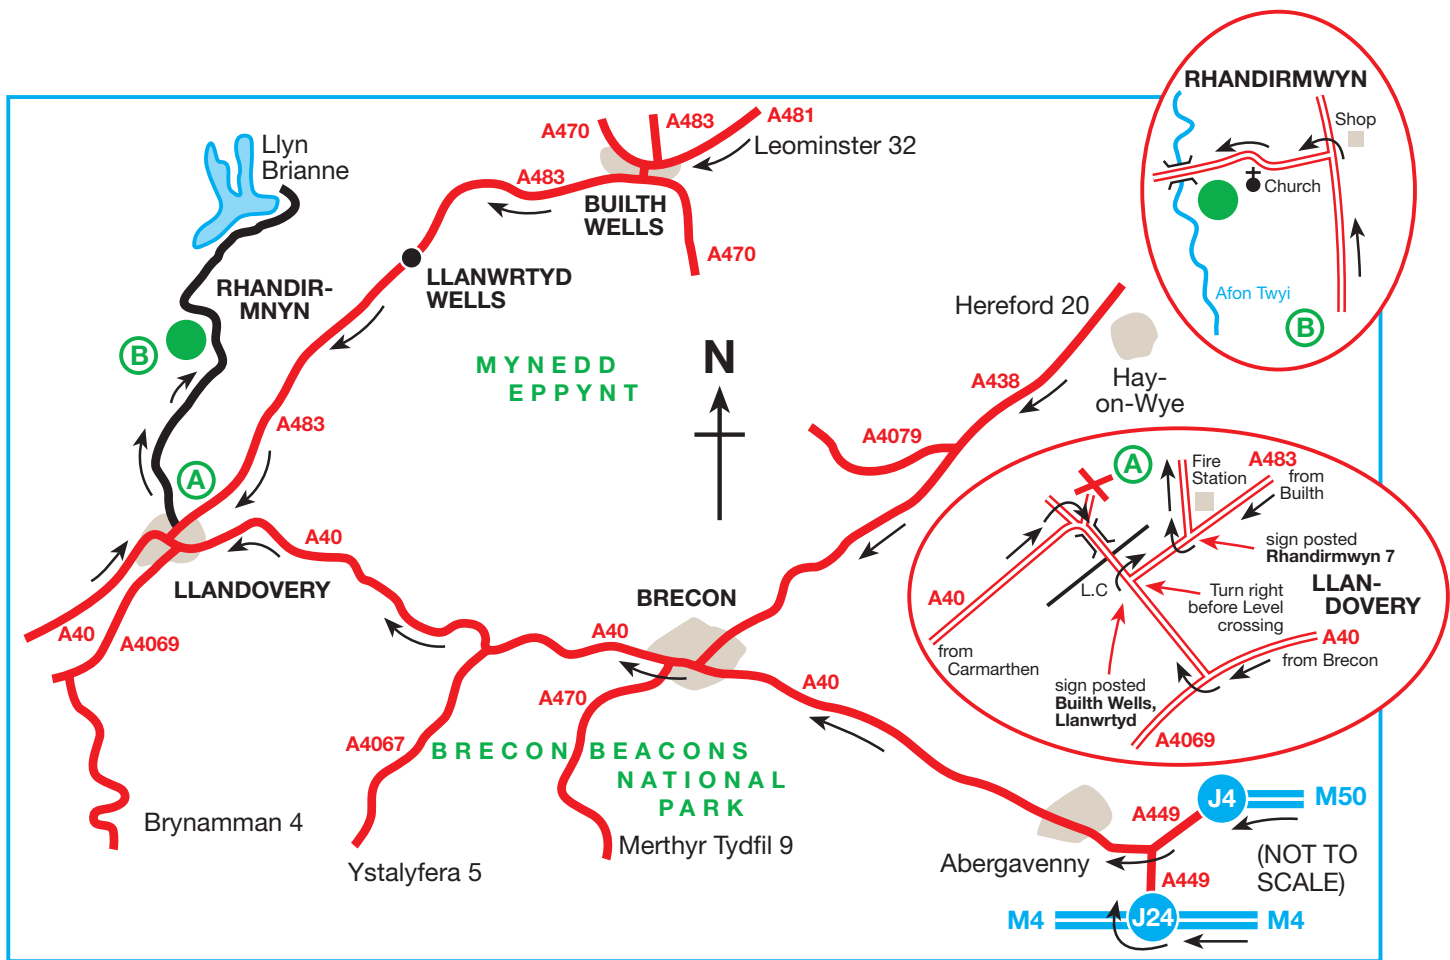 RHANDIRMWYN
Shop
Church
Afon Twyi
B
Llyn
Brianne
A470
A483
A481
Leominster 32
A483
BUILTH
WELLS
A470
LLANWRTYD
WELLS
RHANDIR-
MNYN
B
Hereford 20
Hay-
on-Wye
MYNEDD
EPPYNT
N
A438
A4079
A483
A
A
Fire
Station
A483
from
Builth
sign posted
Rhandirmwyn 7
L.C
Turn right
before Level
crossing
LLAN-
DOVERY
A40
from
Carmarthen
A40
from Brecon
sign posted
Builth Wells,
Llanwrtyd
A4069
A40
LLANDOVERY
BRECON
A40
A40
A4069
A40
A470
A4067
BRECON BEACONS
NATIONAL
PARK
Brynamman 4
Ystalyfera 5
Merthyr Tydfil 9
Abergavenny
J4
M50
A449
(NOT TO
SCALE)
A449
M4
J24
M4